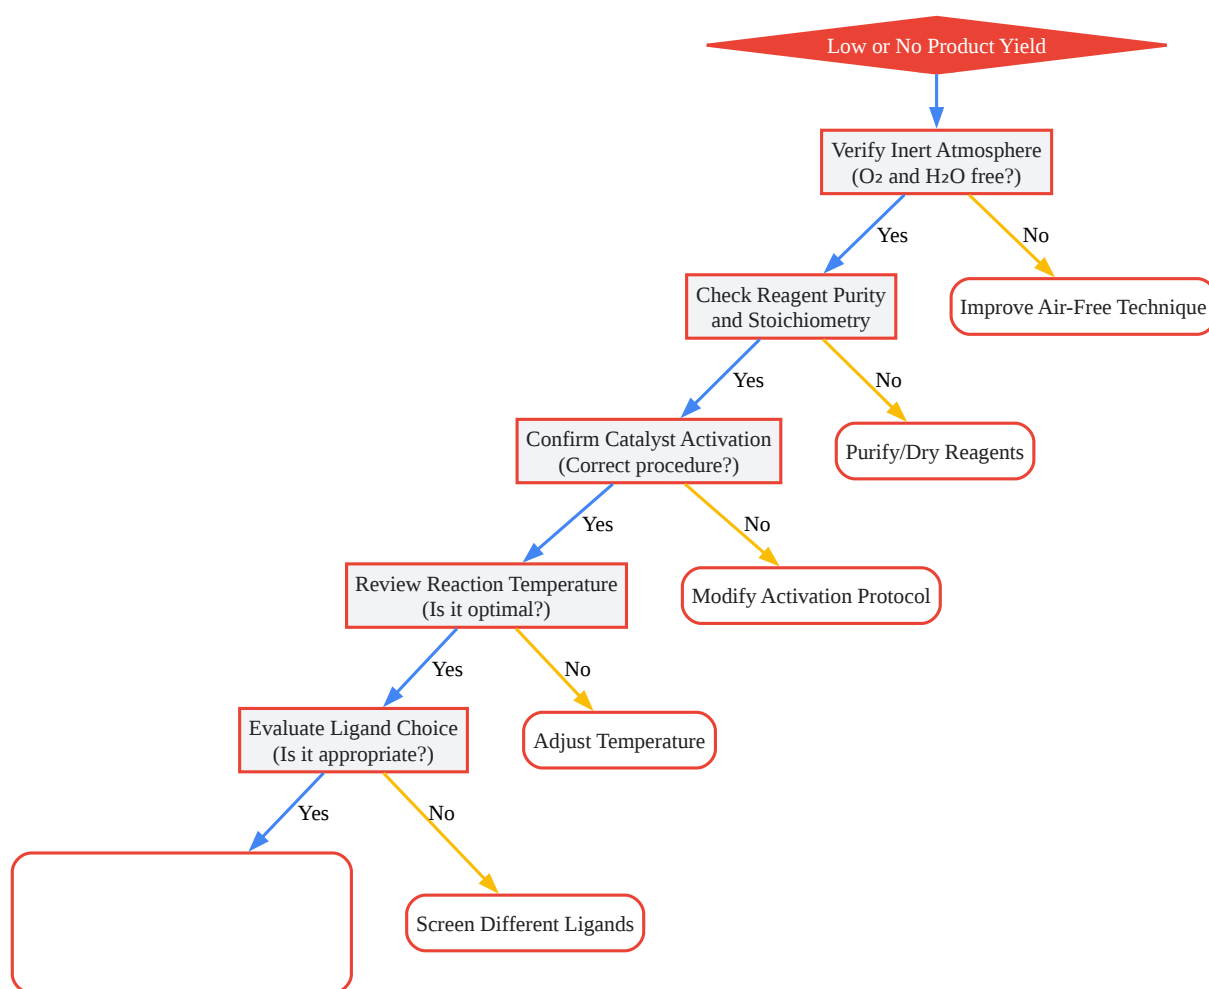 Low or No Product Yield
Verify Inert Atmosphere
(O₂ and H₂O free?)
Yes
No
Check Reagent Purity
and Stoichiometry
Improve Air-Free Technique
Yes
No
Confirm Catalyst Activation
(Correct procedure?)
Purify/Dry Reagents
Yes
No
Review Reaction Temperature
(Is it optimal?)
Modify Activation Protocol
Yes
No
Evaluate Ligand Choice
(Is it appropriate?)
Adjust Temperature
Yes
No
Screen Different Ligands